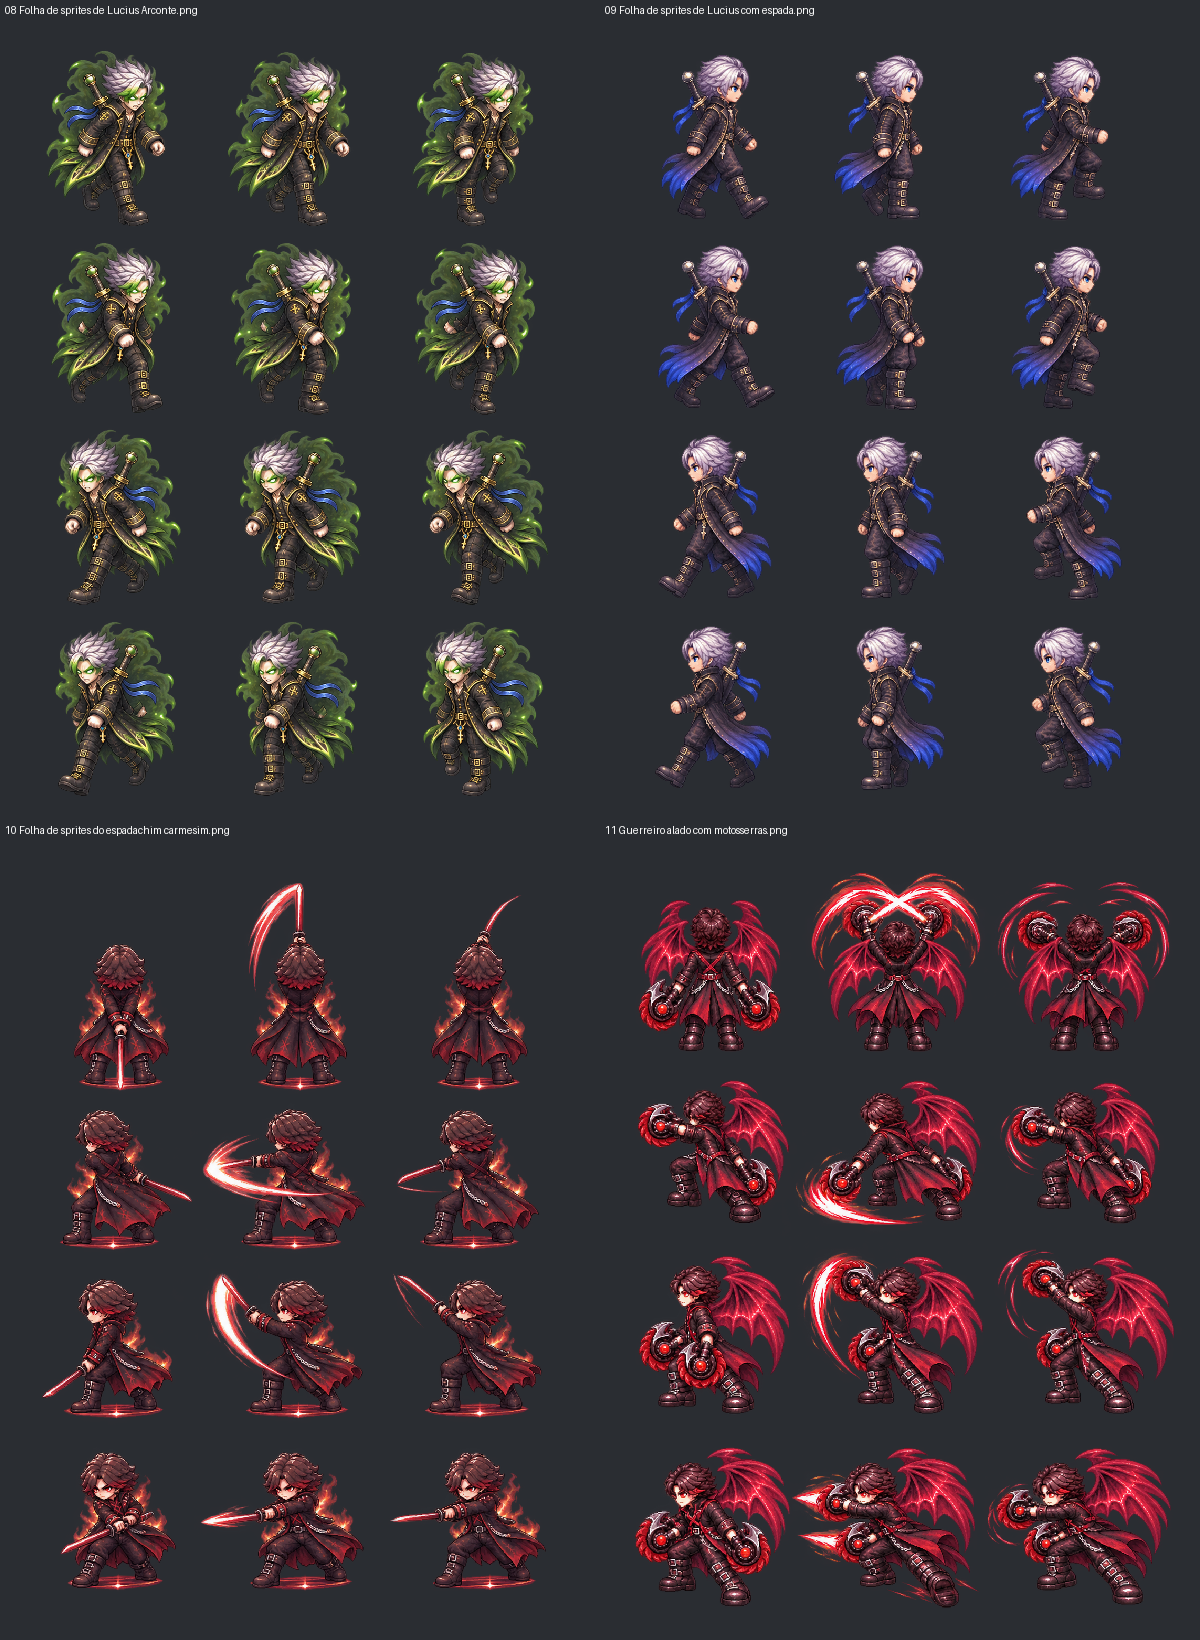 08 Folha de sprites de Lucius Arconte.png
09 Folha de sprites de Lucius com espada.png
10 Folha de sprites do espadachim carmesim.png
11 Guerreiro alado com motosserras.png